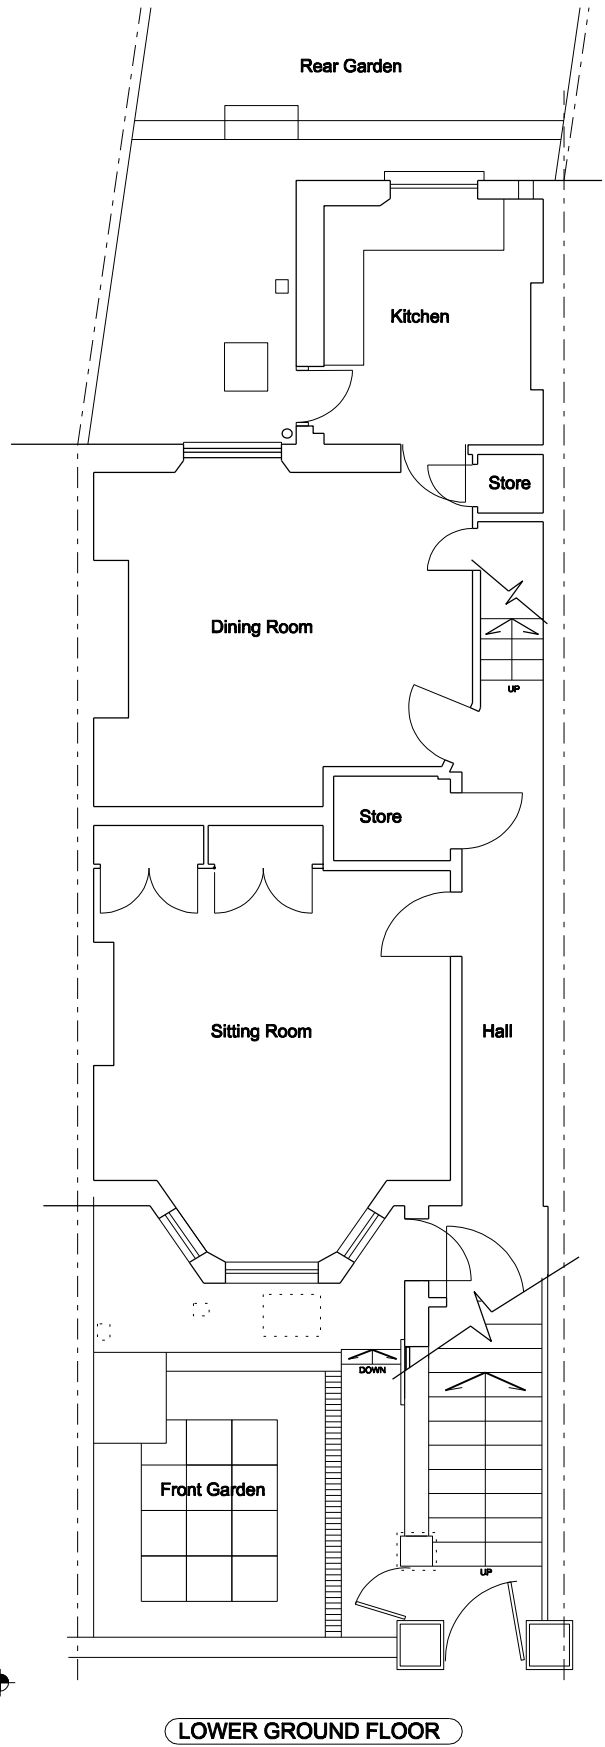 Rear Garden
Kitchen
Store
Dining Room
UP
Store
Sitting Room
Hall
DOWN
Front Garden
UP
LOWER GROUND FLOOR